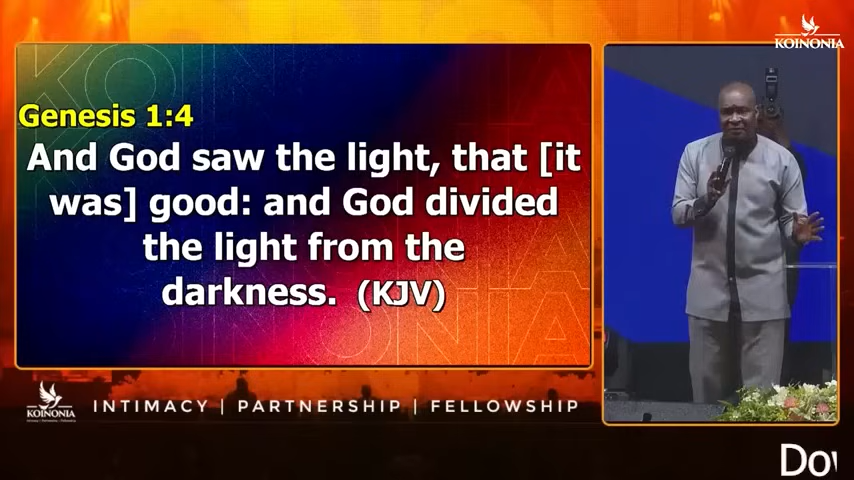 KOINONIA
Genesis 1:4
And God saw the light, that [it
was] good: and God divided
the light from the
darkness. (KJV)
KOINONIA
INTIMACY | PARTNERSHIP | FELLOWSHIP